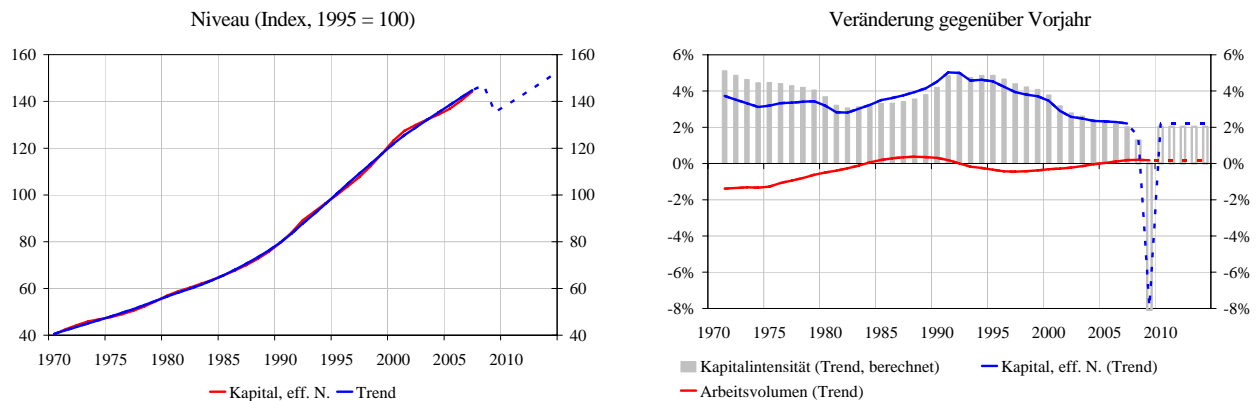 Niveau (Index, 1995 = 100)
160 160
140 140
120 120
100 100
80 80
60 60
40 40
1970 1975 1980 1985 1990 1995 2000 2005 2010
Kapital, eff. N. Trend
Veränderung gegenüber Vorjahr
6% 6%
4% 4%
2% 2%
0% 0%
-2% -2%
-4% -4%
-6% -6%
-8% -8%
1970 1975 1980 1985 1990 1995 2000 2005 2010
Kapitalintensität (Trend, berechnet) Kapital, eff. N. (Trend)
Arbeitsvolumen (Trend)